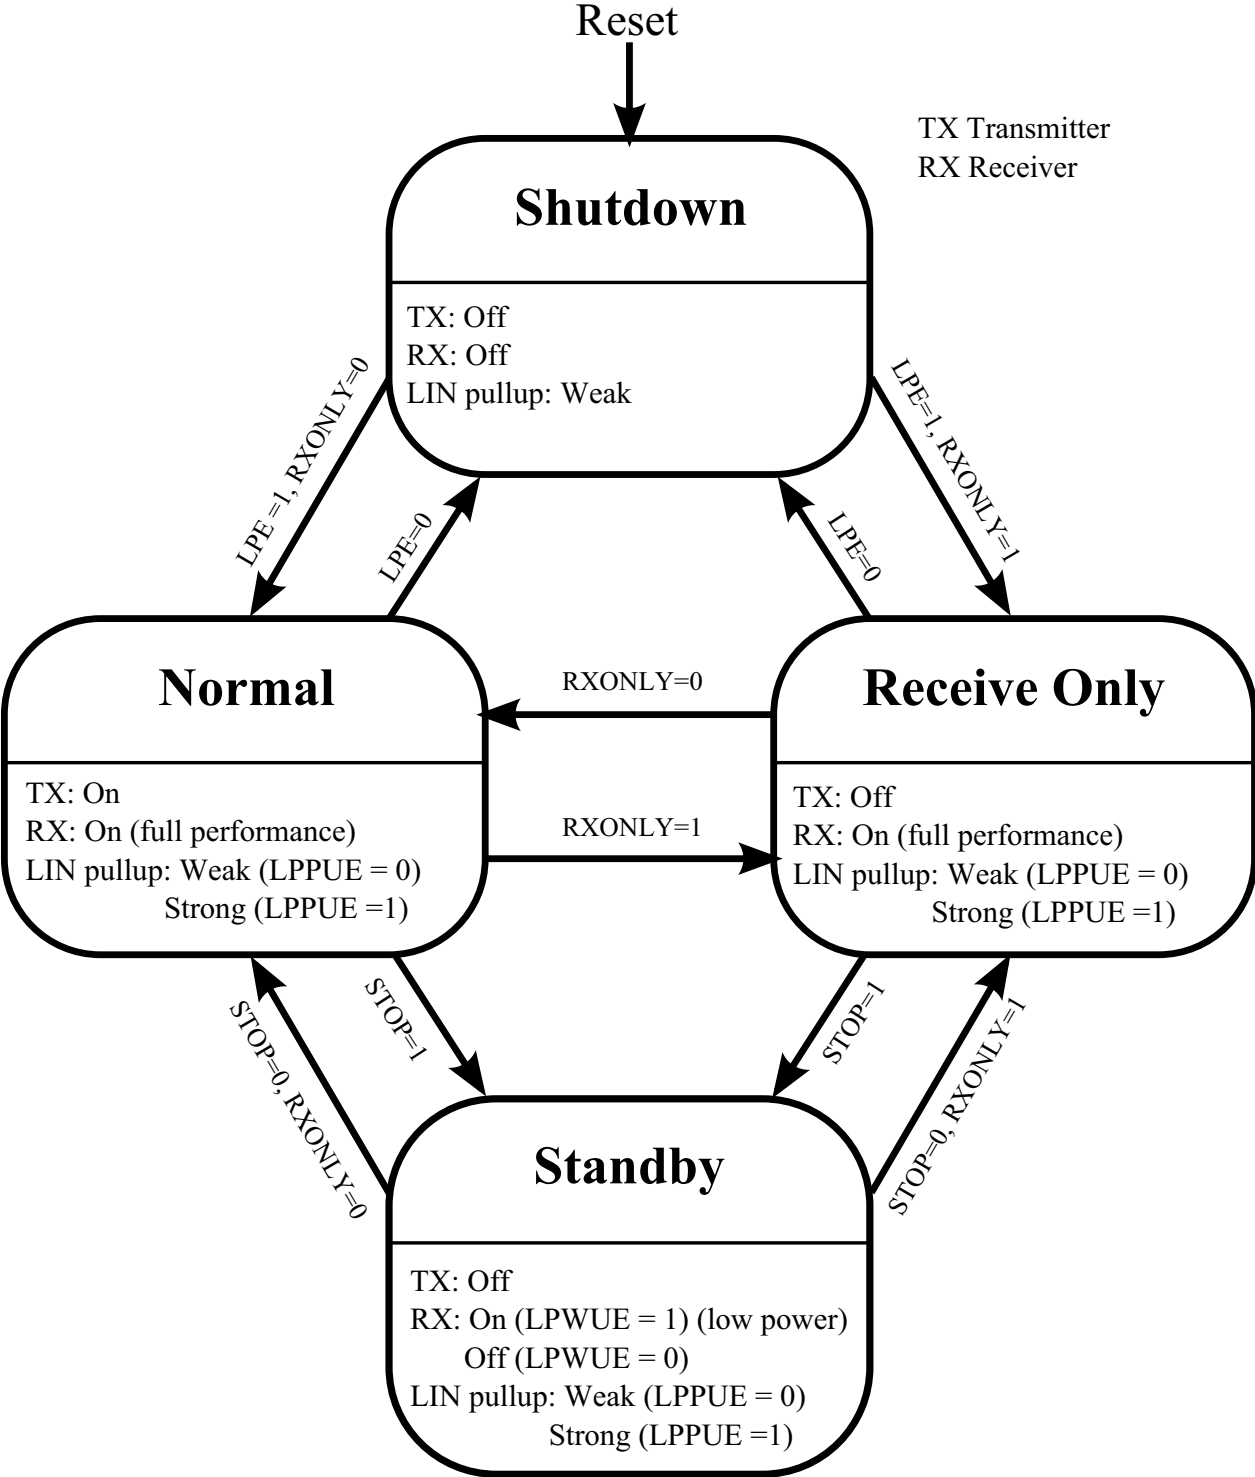 Reset
TX Transmitter
RX Receiver
Shutdown
TX: Off
RX: Off
LIN pullup: Weak
LPE =1, RXONLY=0
LPE=0
LPE=0
LPE=1, RXONLY=1
Normal
TX: On
RX: On (full performance)
LIN pullup: Weak (LPPUE = 0)
Strong (LPPUE =1)
RXONLY=0
RXONLY=1
Receive Only
TX: Off
RX: On (full performance)
LIN pullup: Weak (LPPUE = 0)
Strong (LPPUE =1)
STOP=0, RXONLY=0
STOP=1
STOP=1
STOP=0, RXONLY=1
Standby
TX: Off
RX: On (LPWUE = 1) (low power)
Off (LPWUE = 0)
LIN pullup: Weak (LPPUE = 0)
Strong (LPPUE =1)